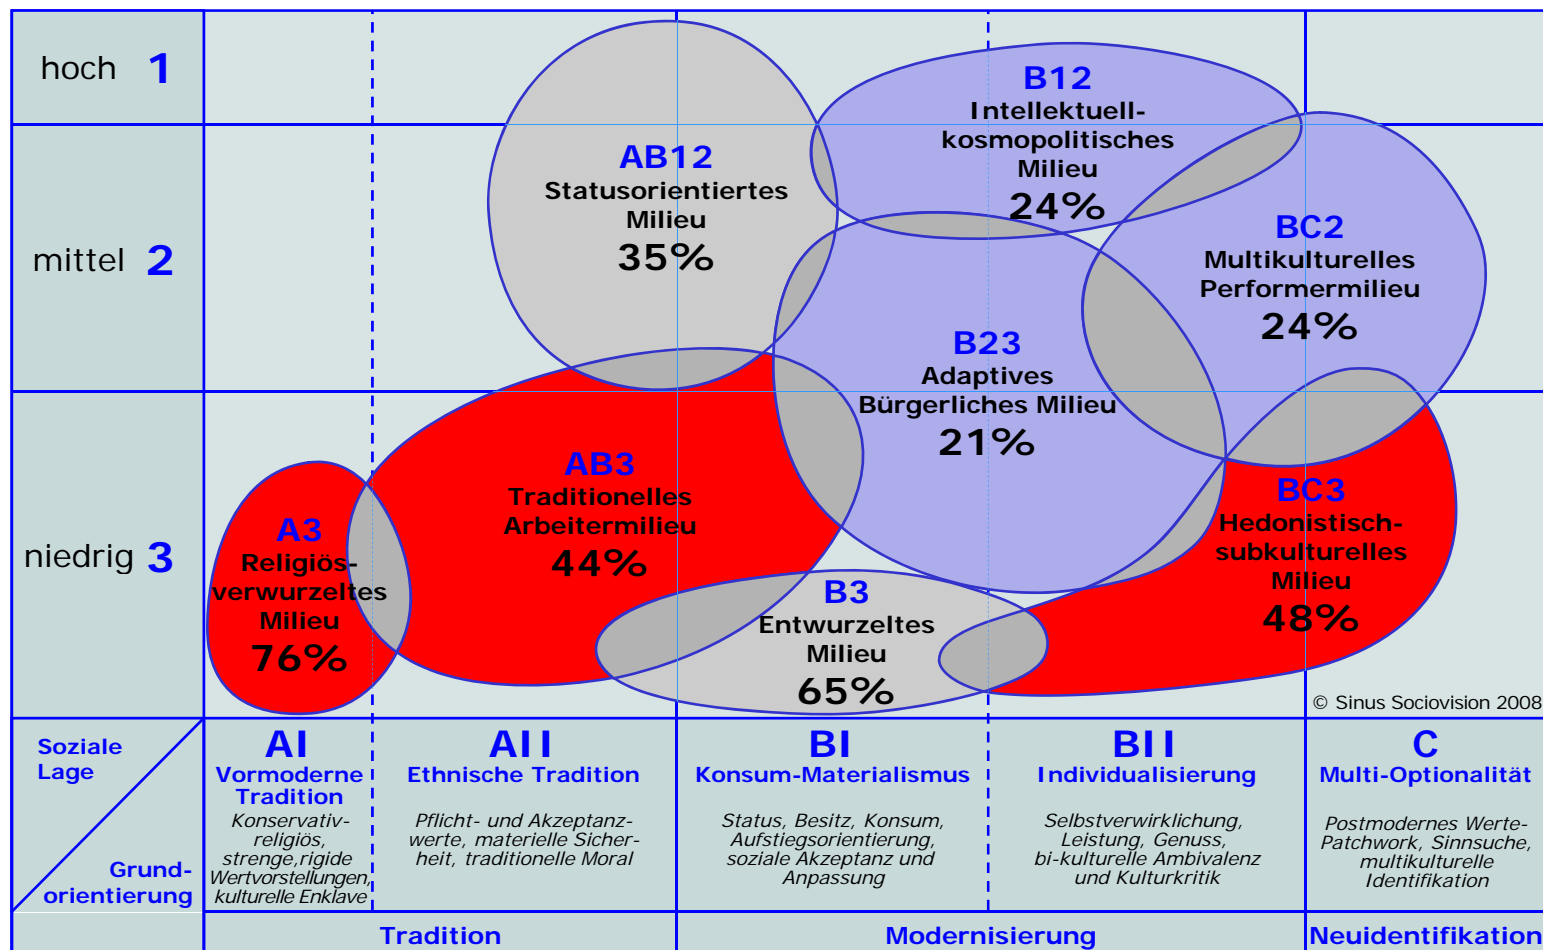 hoch 1
mittel 2
niedrig 3
AB12
Statusorientiertes
Milieu
35%
B12
Intellektuell-
kosmopolitisches
Milieu
24%
BC2
Multikulturelles
Performermilieu
24%
B23
Adaptives
Bürgerliches Milieu
21%
AB3
Traditionelles
Arbeitermilieu
44%
A3
Religiös-
verwurzeltes
Milieu
76%
B3
Entwurzeltes
Milieu
65%
BC3
Hedonistisch-
subkulturelles
Milieu
48%
© Sinus Sociovision 2008
Soziale
Lage
Grund-
orientierung
AI
Vormoderne
Tradition
Konservativ-
religiös,
strenge,rigide
Wertvorstellungen,
kulturelle Enklave
AII
Ethnische Tradition
Pflicht- und Akzeptanz-
werte, materielle Sicher-
heit, traditionelle Moral
BI
Konsum-Materialismus
Status, Besitz, Konsum,
Aufstiegsorientierung,
soziale Akzeptanz und
Anpassung
BII
Individualisierung
Selbstverwirklichung,
Leistung, Genuss,
bi-kulturelle Ambivalenz
und Kulturkritik
C
Multi-Optionalität
Postmodernes Werte-
Patchwork, Sinnsuche,
multikulturelle
Identifikation
Tradition
Modernisierung
Neuidentifikation